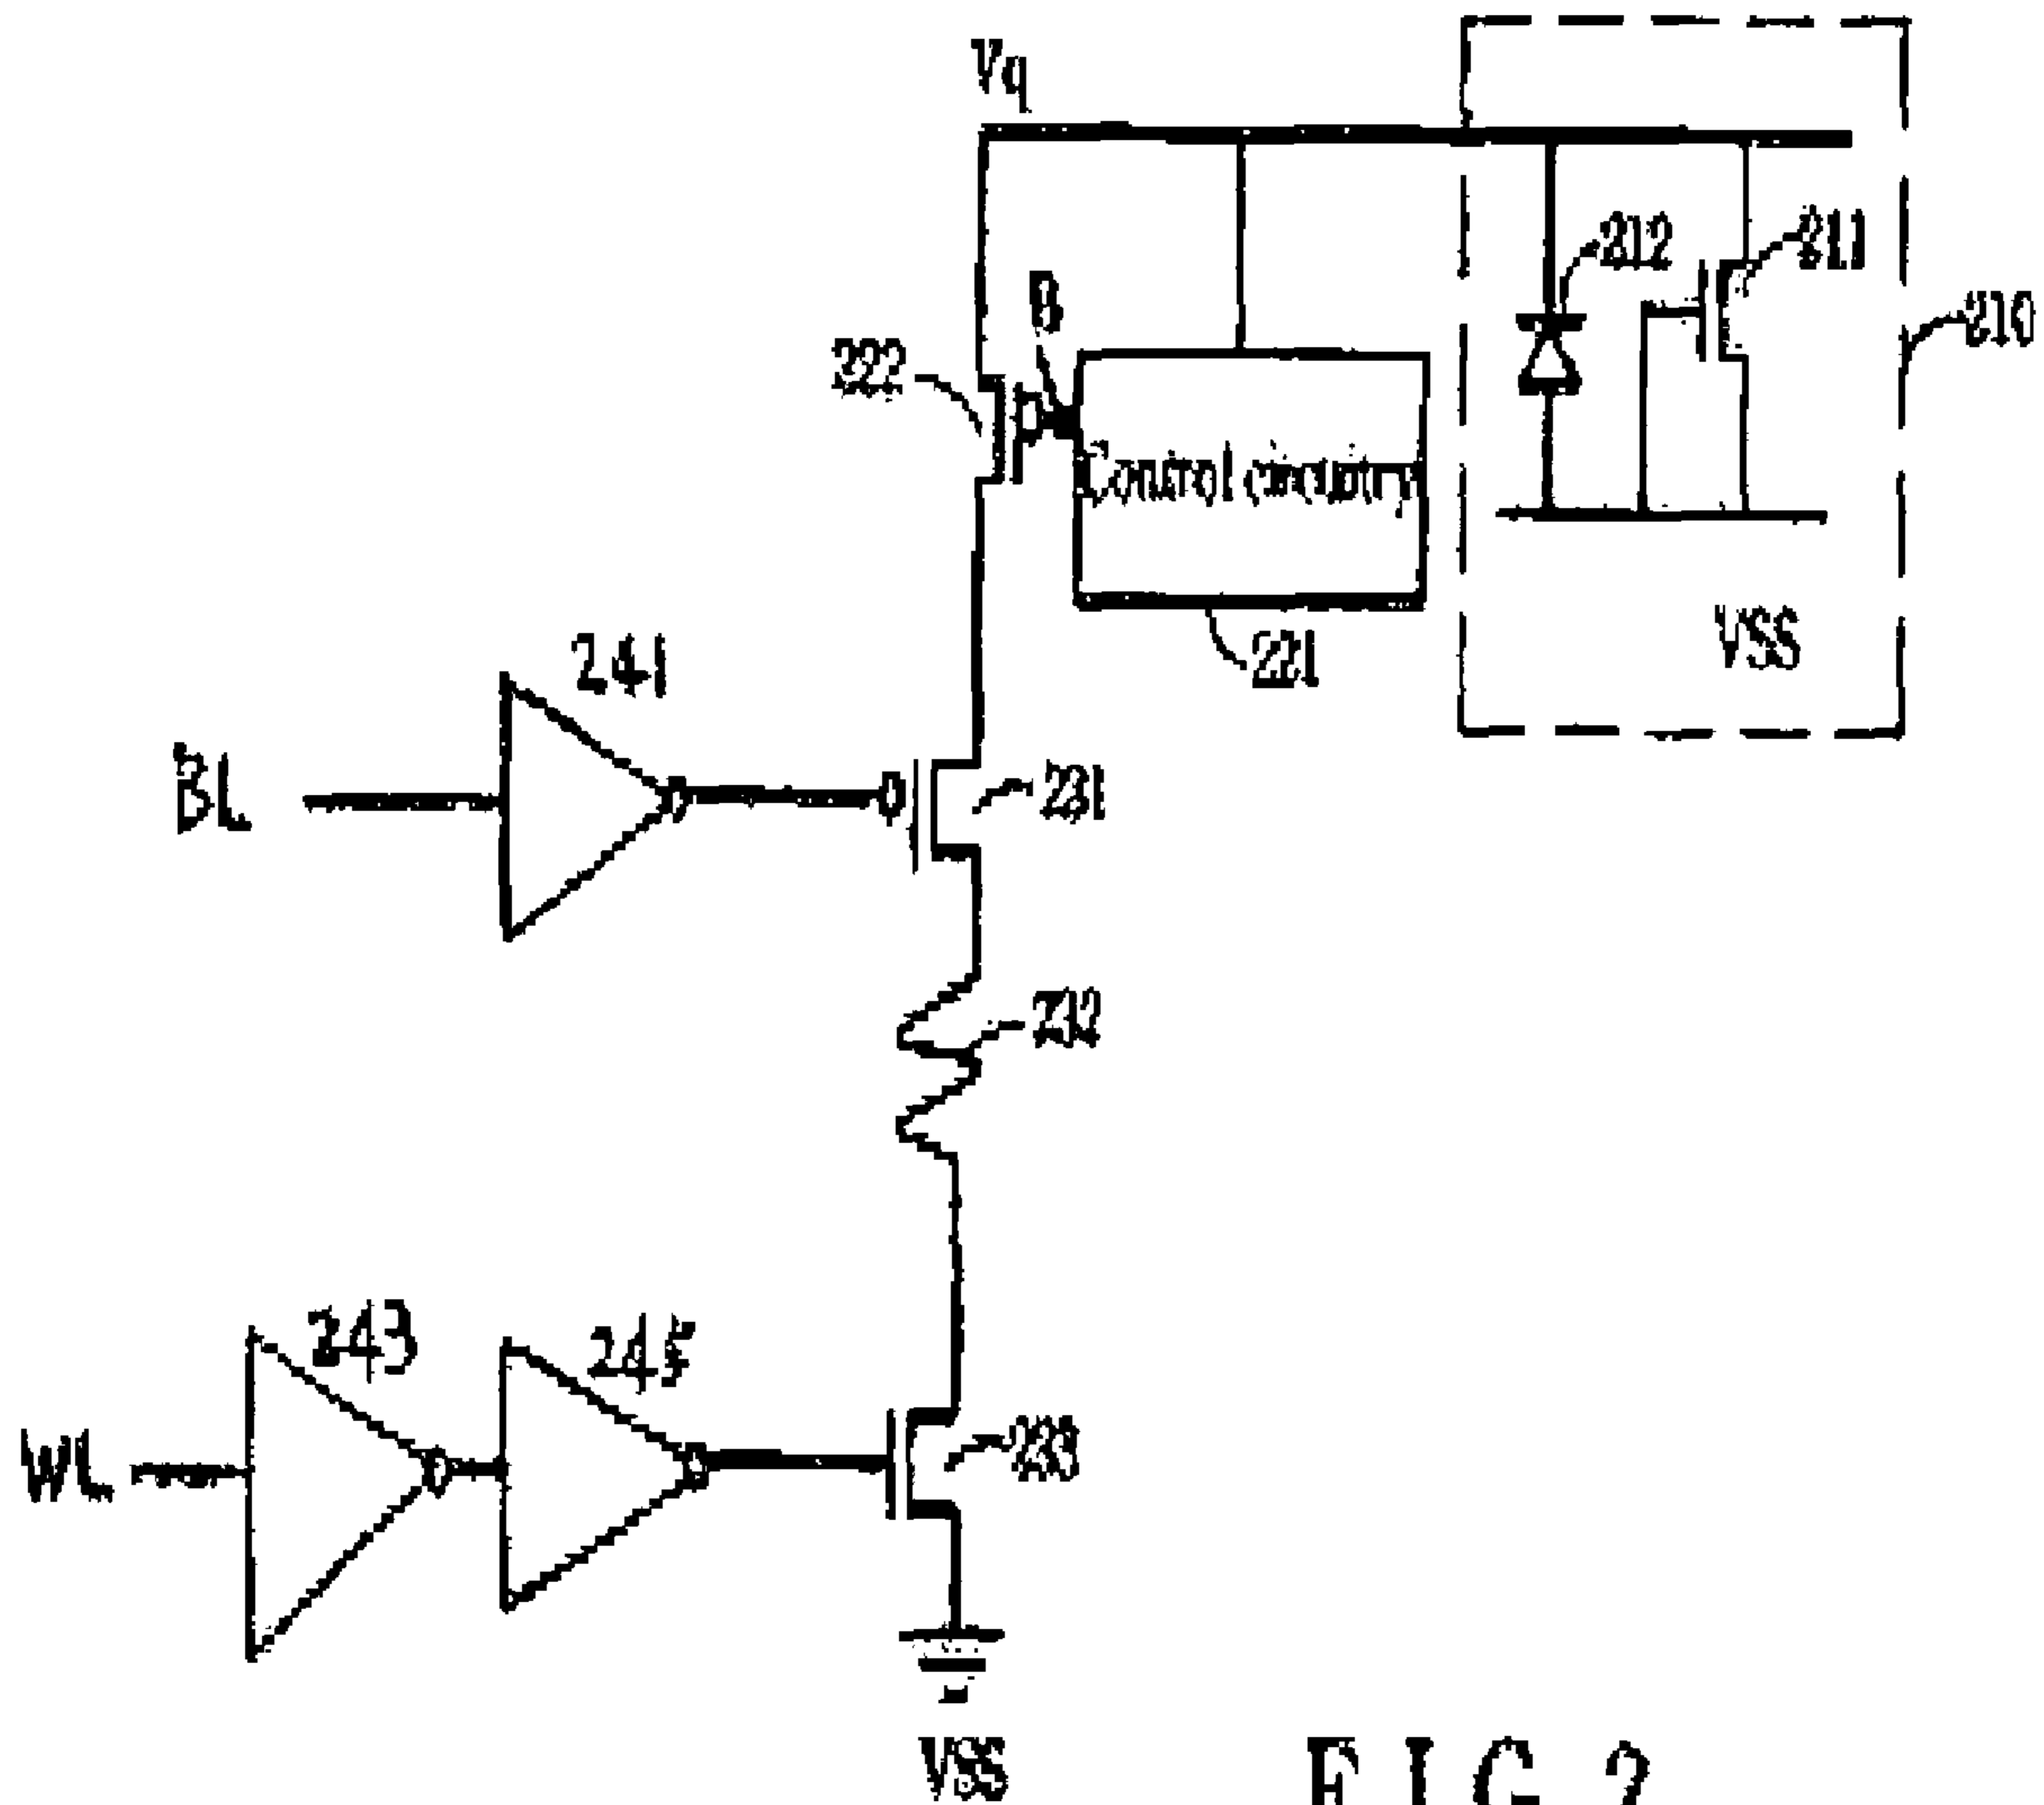 Vq
212
211
210
B
222
Control circuitry
VSS
221
241
BL
231
232
243
245
WL
233
VSS
FIG 2